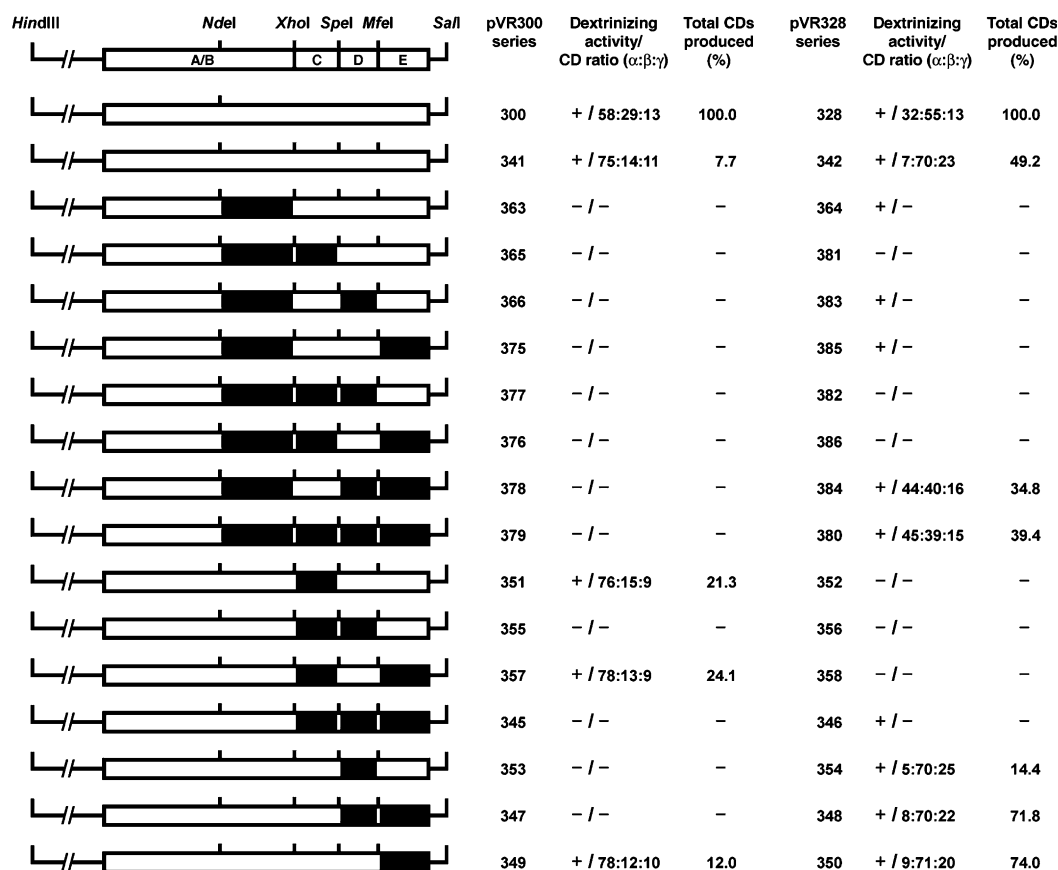 HindIII NdeI XhoI SpeI MfeI SalI pVR300 Dextrinizing Total CDs pVR328 Dextrinizing Total CDs
series activity/ produced series activity/ produced
A/B C D E CD ratio (α:β:γ) (%) CD ratio (α:β:γ) (%)
300 + / 58:29:13 100.0 328 + / 32:55:13 100.0
341 + / 75:14:11 7.7 342 + / 7:70:23 49.2
363 – / – – 364 + / – –
365 – / – – 381 – / – –
366 – / – – 383 + / – –
375 – / – – 385 + / – –
377 – / – – 382 – / – –
376 – / – – 386 – / – –
378 – / – – 384 + / 44:40:16 34.8
379 – / – – 380 + / 45:39:15 39.4
351 + / 76:15:9 21.3 352 – / – –
355 – / – – 356 – / – –
357 + / 78:13:9 24.1 358 – / – –
345 – / – – 346 + / – –
353 – / – – 354 + / 5:70:25 14.4
347 – / – – 348 + / 8:70:22 71.8
349 + / 78:12:10 12.0 350 + / 9:71:20 74.0